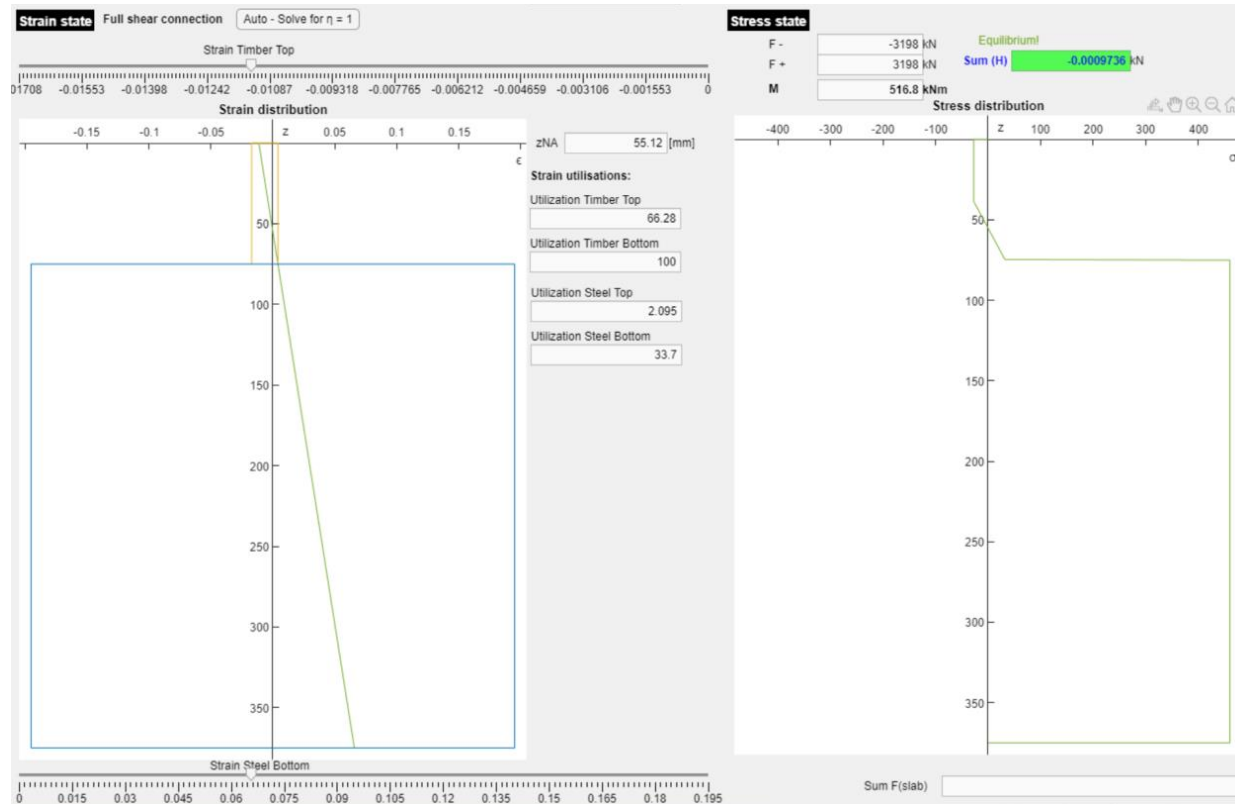 Strain state Full shear connection Auto - Solve for η = 1
Strain Timber Top
01708 -0.01553 -0.01398 -0.01242 -0.01087 -0.009318 -0.007765 -0.006212 -0.004659 -0.003106 -0.001553 0
Strain distribution
-0.15 -0.1 -0.05 z 0.05 0.1 0.15
ϵ
50
100
150
200
250
300
350
zNA 55.12 [mm]
Strain utilisations:
Utilization Timber Top
66.28
Utilization Timber Bottom
100
Utilization Steel Top
2.095
Utilization Steel Bottom
33.7
Strain Steel Bottom
0 0.015 0.03 0.045 0.06 0.075 0.09 0.105 0.12 0.135 0.15 0.165 0.18 0.195
Stress state
F - -3198 kN
F + 3198 kN
Equilibrium!
Sum (H) -0.0009736 kN
M 516.8 kNm
Stress distribution
-400 -300 -200 -100 z 100 200 300 400
σ
50
100
150
200
250
300
350
Sum F(slab)